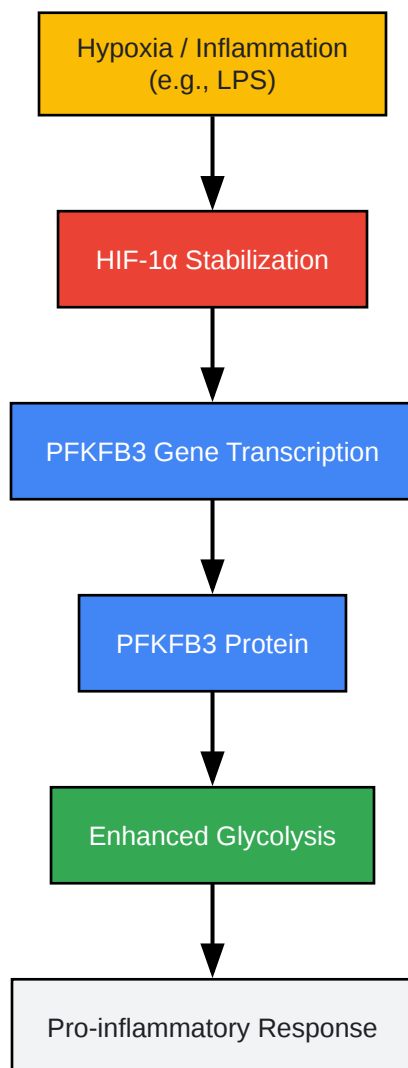 Hypoxia / Inflammation
(e.g., LPS)
HIF-1α Stabilization
PFKFB3 Gene Transcription
PFKFB3 Protein
Enhanced Glycolysis
Pro-inflammatory Response